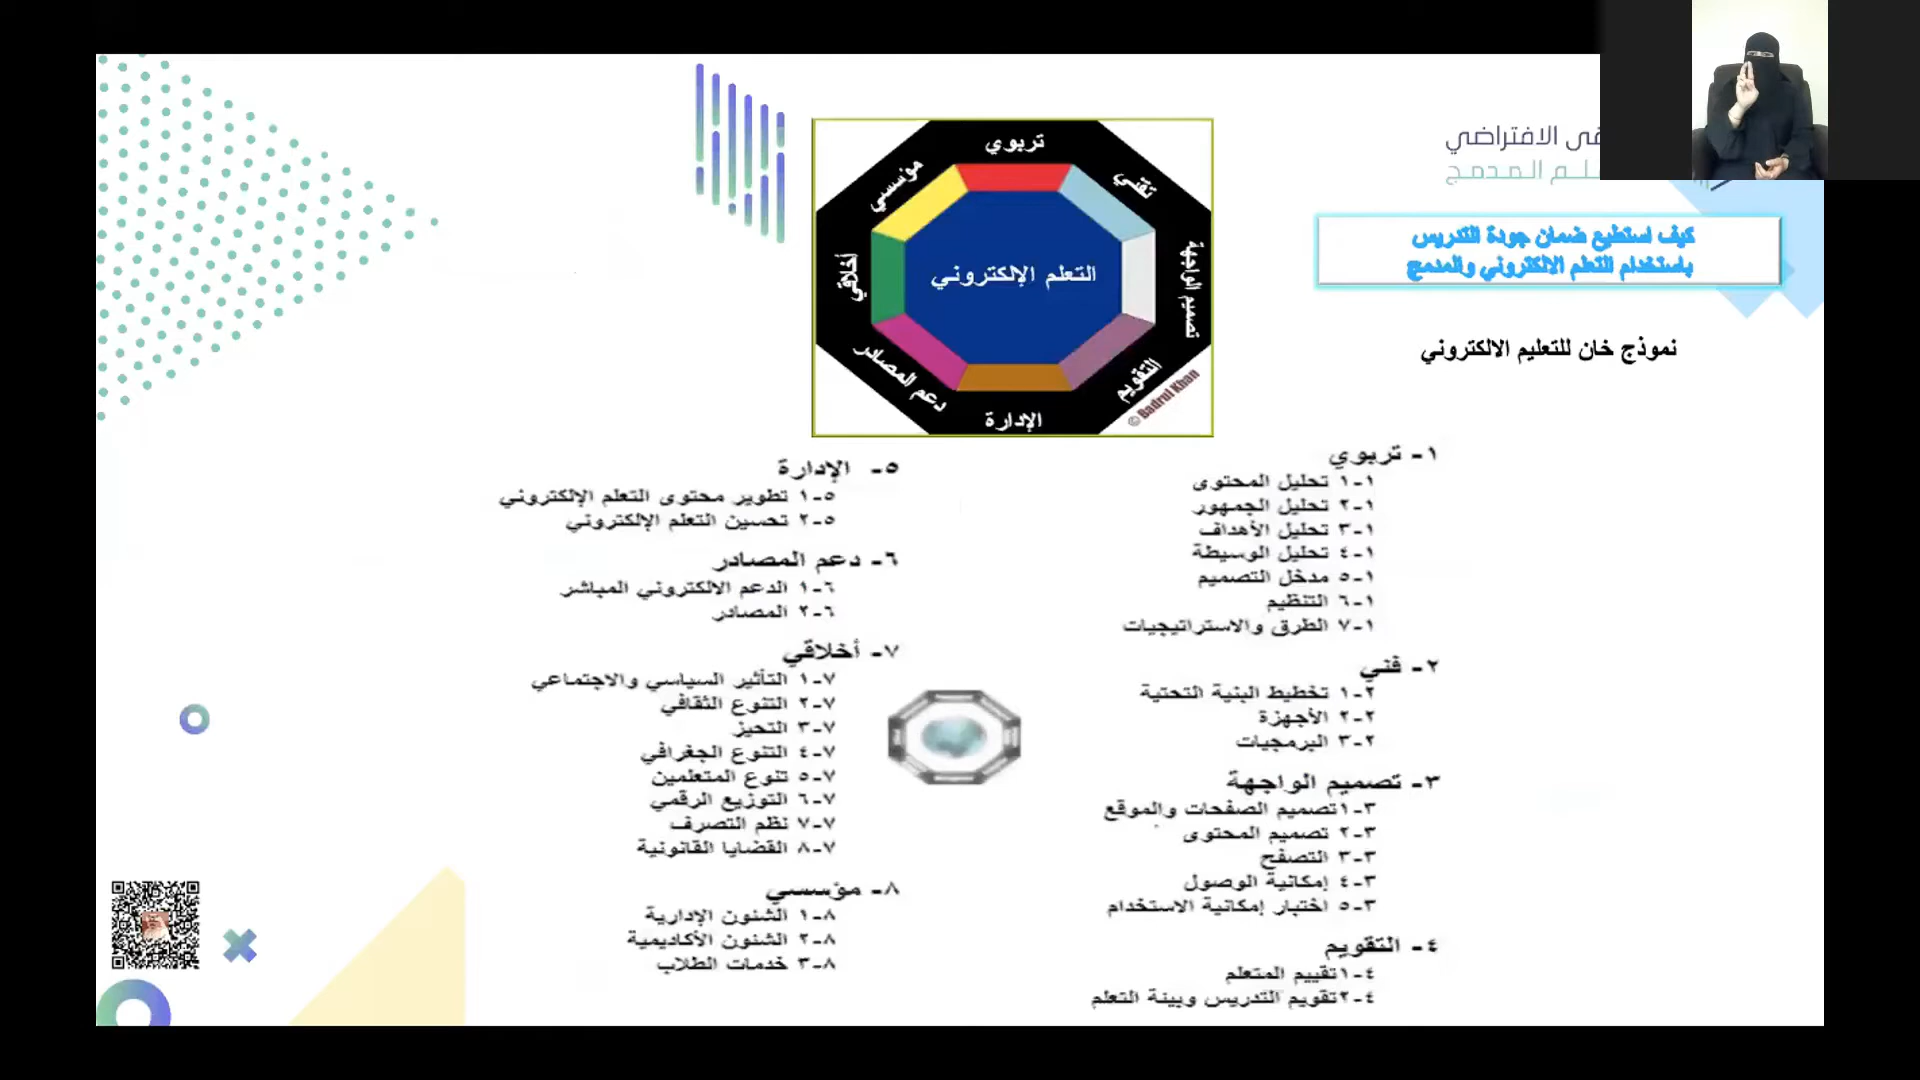 الافتراضي
كيف استطيع ضمان جودة التدريس
باستخدام التعلم الالكتروني والمدمج
نموذج خان للتعليم الالكتروني
تربوي
تقني
تصميم الواجهة
التقويم
الإدارة
دعم المصادر
أخلاقي
مؤسسي
التعلم الإلكتروني
© Badrul Khan
١- تربوي
١-١ تحليل المحتوى
١-٢ تحليل الجمهور
١-٣ تحليل الأهداف
١-٤ تحليل الوسيطة
١-٥ مدخل التصميم
١-٦ التنظيم
١-٧ الطرق والاستراتيجيات
٢- فني
٢-١ تخطيط البنية التحتية
٢-٢ الأجهزة
٢-٣ البرمجيات
٣- تصميم الواجهة
٣-١ تصميم الصفحات والموقع
٣-٢ تصميم المحتوى
٣-٣ التصفح
٣-٤ إمكانية الوصول
٣-٥ اختبار إمكانية الاستخدام
٤- التقويم
٤-١ تقييم المتعلم
٤-٢ تقويم التدريس وبيئة التعلم
٥- الإدارة
٥-١ تطوير محتوى التعلم الإلكتروني
٥-٢ تحسين التعلم الإلكتروني
٦- دعم المصادر
٦-١ الدعم الالكتروني المباشر
٦-٢ المصادر
٧- أخلاقي
٧-١ التأثير السياسي والاجتماعي
٧-٢ التنوع الثقافي
٧-٣ التحيز
٧-٤ التنوع الجغرافي
٧-٥ تنوع المتعلمين
٧-٦ التوزيع الرقمي
٧-٧ نظم التصرف
٧-٨ القضايا القانونية
٨- مؤسسي
٨-١ الشئون الإدارية
٨-٢ الشئون الأكاديمية
٨-٣ خدمات الطلاب